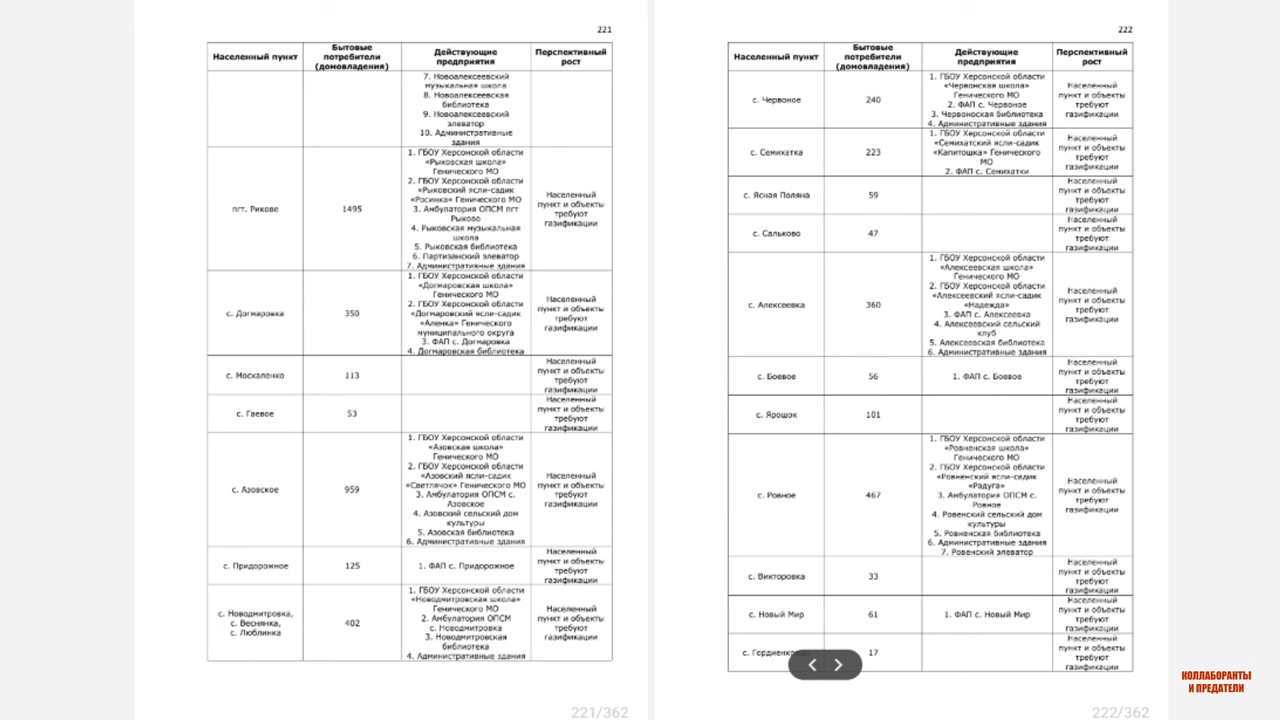 221
Населенный пункт
Бытовые
потребители
(домовладения)
Действующие
предприятия
Перспективный
рост
7. Новоалексеевский
музыкальная школа
8. Новоалексеевская
библиотека
9. Новоалексеевский
элеватор
10. Административные
здания
пгт. Рикове
1495
1. ГБОУ Херсонской области
«Рыковская школа»
Генического МО
2. ГБОУ Херсонской области
«Рыковский ясли-садик
«Росинка» Генического МО
3. Амбулатория ОПСМ пгт
Рыково
4. Рыковская музыкальная
школа
5. Рыковская библиотека
6. Партизанский элеватор
7. Административные здания
Населенный
пункт и объекты
требуют
газификации
с. Догмаровка
350
1. ГБОУ Херсонской области
«Догмаровская школа»
Генического МО
2. ГБОУ Херсонской области
«Догмаровский ясли-садик
«Аленка» Генического
муниципального округа
3. ФАП с. Догмаровка
4. Догмаровская библиотека
Населенный
пункт и объекты
требуют
газификации
с. Москаленко
113
Населенный
пункт и объекты
требуют
газификации
с. Гаевое
53
Населенный
пункт и объекты
требуют
газификации
с. Азовское
959
1. ГБОУ Херсонской области
«Азовская школа»
Генического МО
2. ГБОУ Херсонской области
«Азовский ясли-садик
«Светлячок» Генического МО
3. Амбулатория ОПСМ с.
Азовское
4. Азовский сельский дом
культуры
5. Азовская библиотека
6. Административные здания
Населенный
пункт и объекты
требуют
газификации
с. Придорожное
125
1. ФАП с. Придорожное
Населенный
пункт и объекты
требуют
газификации
с. Новодмитровка,
с. Веснянка,
с. Люблинка
402
1. ГБОУ Херсонской области
«Новодмитровская школа»
Генического МО
2. Амбулатория ОПСМ
с. Новодмитровка
3. Новодмитровская
библиотека
4. Административные здания
Населенный
пункт и объекты
требуют
газификации
221/362
222
Населенный пункт
Бытовые
потребители
(домовладения)
Действующие
предприятия
Перспективный
рост
с. Червоное
240
1. ГБОУ Херсонской области
«Червонская школа»
Генического МО
2. ФАП с. Червоное
3. Червоноская библиотека
4. Административные здания
Населенный
пункт и объекты
требуют
газификации
с. Семихатка
223
1. ГБОУ Херсонской области
«Семихатский ясли-садик
«Капитошка» Генического
МО
2. ФАП с. Семихатки
Населенный
пункт и объекты
требуют
газификации
с. Ясная Поляна
59
Населенный
пункт и объекты
требуют
газификации
с. Сальково
47
Населенный
пункт и объекты
требуют
газификации
с. Алексеевка
360
1. ГБОУ Херсонской области
«Алексеевская школа»
Генического МО
2. ГБОУ Херсонской области
«Алексеевский ясли-садик
«Надежда»
3. ФАП с. Алексеевка
4. Алексеевский сельский
клуб
5. Алексеевская библиотека
6. Административные здания
Населенный
пункт и объекты
требуют
газификации
с. Боевое
56
1. ФАП с. Боевое
Населенный
пункт и объекты
требуют
газификации
с. Ярошок
101
Населенный
пункт и объекты
требуют
газификации
с. Ровное
467
1. ГБОУ Херсонской области
«Ровненская школа»
Генического МО
2. ГБОУ Херсонской области
«Ровненский ясли-садик
«Радуга»
3. Амбулатория ОПСМ с.
Ровное
4. Ровенский сельский дом
культуры
5. Ровненская библиотека
6. Административные здания
7. Ровенский элеватор
Населенный
пункт и объекты
требуют
газификации
с. Викторовка
33
Населенный
пункт и объекты
требуют
газификации
с. Новый Мир
61
1. ФАП с. Новый Мир
Населенный
пункт и объекты
требуют
газификации
с.
17
Населенный
пункт и объекты
требуют
газификации
222/362
КОЛЛАБОРАНТЫ
И ПРЕДАТЕЛИ